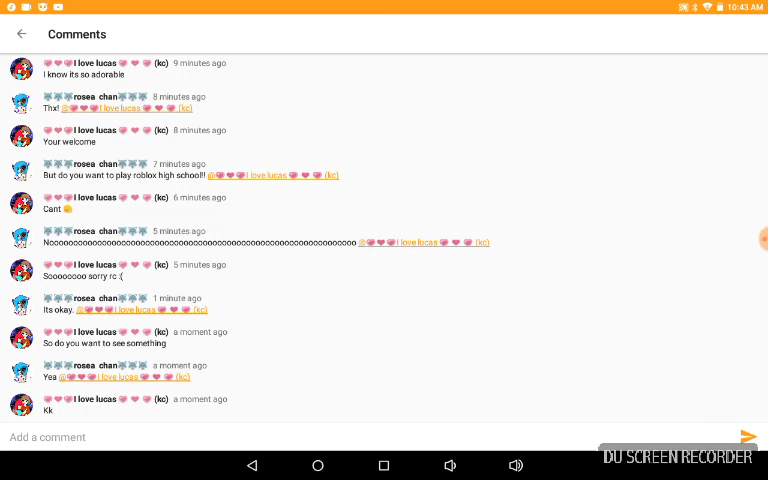 10:43 AM
Comments
💗❤💗I love lucas 💗 ❤ 💗 (kc) 9 minutes ago
I know its so adorable
🐺🐺🐺rosea chan🐺🐺🐺 8 minutes ago
Thx! @💗❤💗I love lucas 💗 ❤ 💗 (kc)
💗❤💗I love lucas 💗 ❤ 💗 (kc) 8 minutes ago
Your welcome
🐺🐺🐺rosea chan🐺🐺🐺 7 minutes ago
But do you want to play roblox high school!! @💗❤💗I love lucas 💗 ❤ 💗 (kc)
💗❤💗I love lucas 💗 ❤ 💗 (kc) 6 minutes ago
Cant
🐺🐺🐺rosea chan🐺🐺🐺 5 minutes ago
Nooooooooooooooooooooooooooooooooooooooooooooooooooooooooooooooooo @💗❤💗I love lucas 💗 ❤ 💗 (kc)
💗❤💗I love lucas 💗 ❤ 💗 (kc) 5 minutes ago
Soooooooo sorry rc :(
🐺🐺🐺rosea chan🐺🐺🐺 1 minute ago
Its okay. @💗❤💗I love lucas 💗 ❤ 💗 (kc)
💗❤💗I love lucas 💗 ❤ 💗 (kc) a moment ago
So do you want to see something
🐺🐺🐺rosea chan🐺🐺🐺 a moment ago
Yea @💗❤💗I love lucas 💗 ❤ 💗 (kc)
💗❤💗I love lucas 💗 ❤ 💗 (kc) a moment ago
Kk
Add a comment
DU SCREEN RECORDER